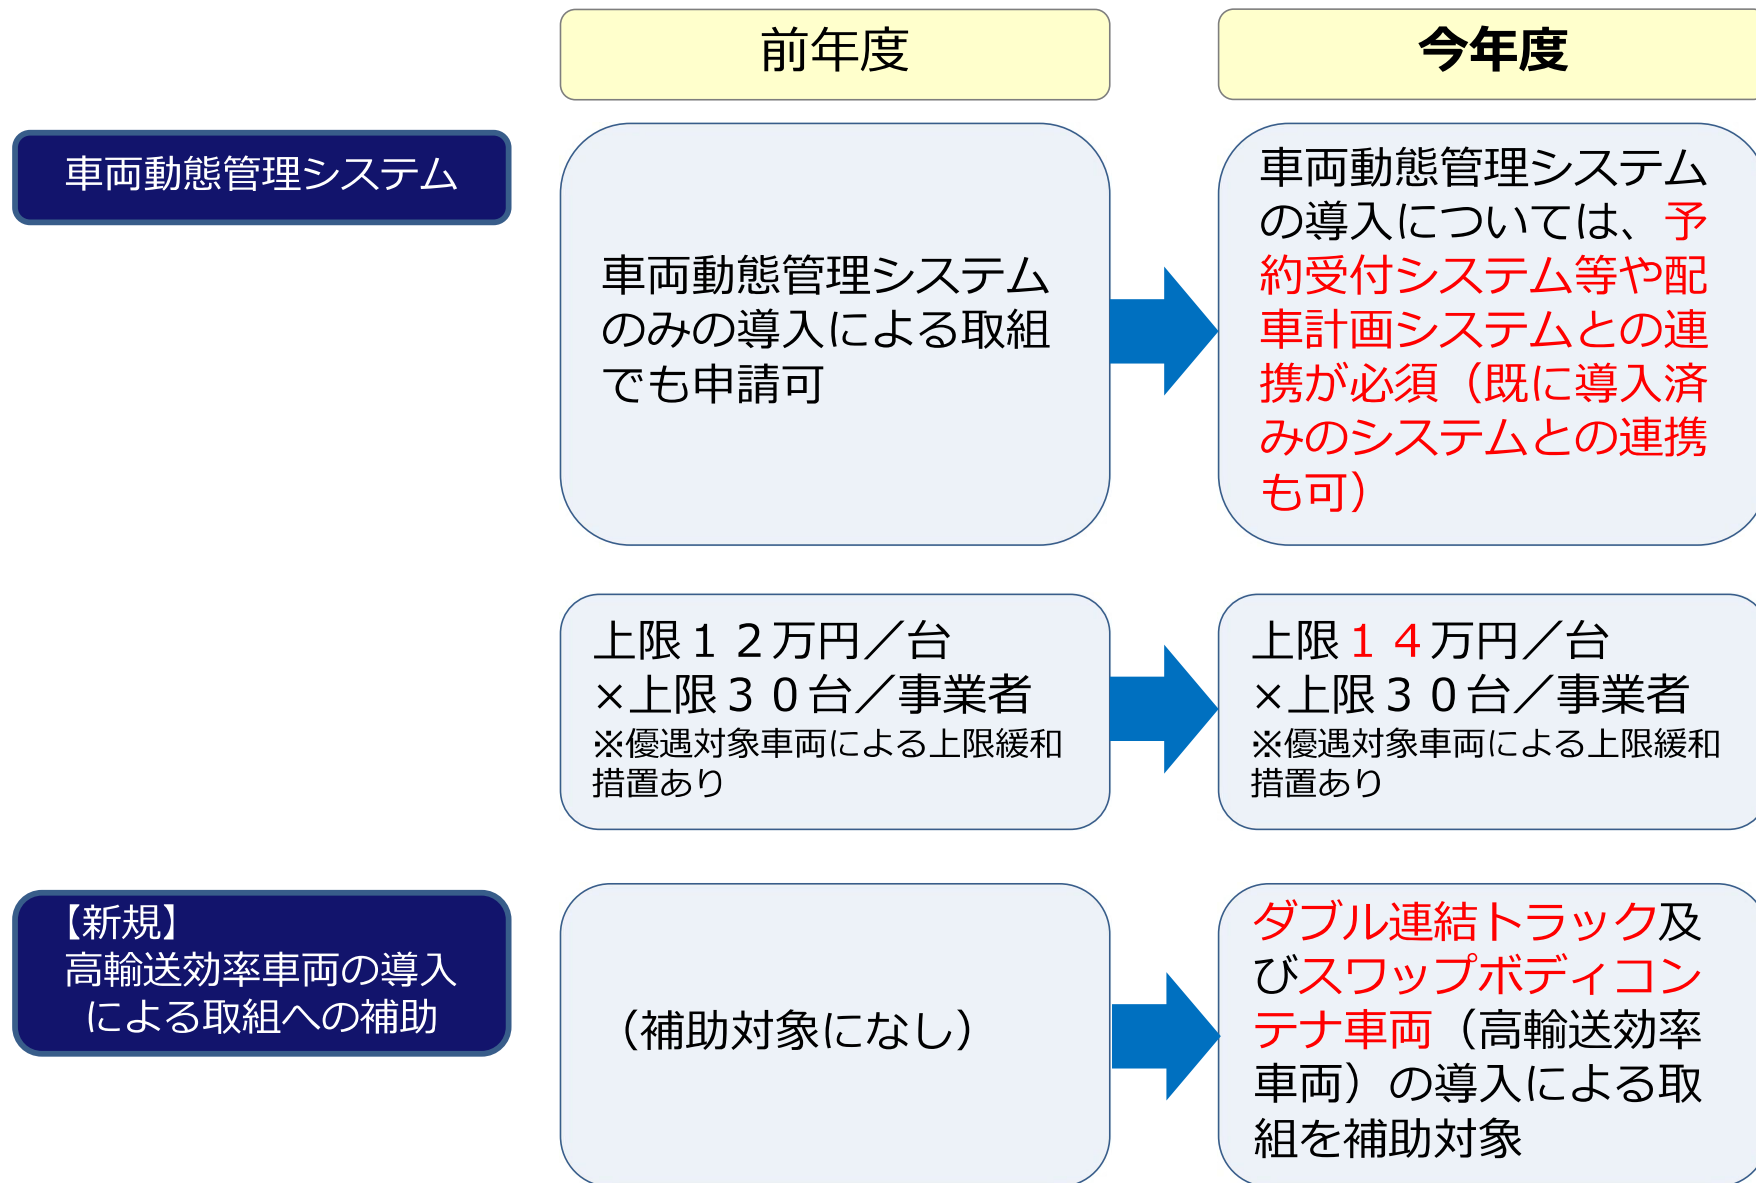 前年度
今年度
車両動態管理システム
車両動態管理システム
のみの導入による取組
でも申請可
車両動態管理システム
の導入については、予
約受付システム等や配
車計画システムとの連
携が必須（既に導入済
みのシステムとの連携
も可）
上限１２万円／台
×上限３０台／事業者
※優遇対象車両による上限緩和
措置あり
上限１４万円／台
×上限３０台／事業者
※優遇対象車両による上限緩和
措置あり
【新規】
高輸送効率車両の導入
による取組への補助
（補助対象になし）
ダブル連結トラック及
びスワップボディコン
テナ車両（高輸送効率
車両）の導入による取
組を補助対象